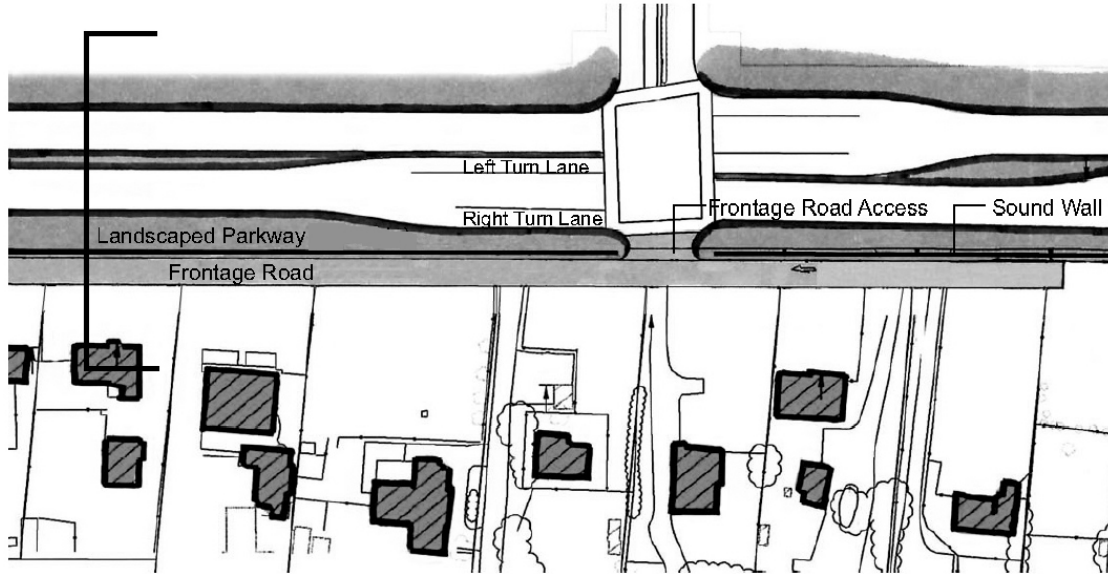 Left Turn Lane
Right Turn Lane
Frontage Road Access
Sound Wall
Landscaped Parkway
Frontage Road